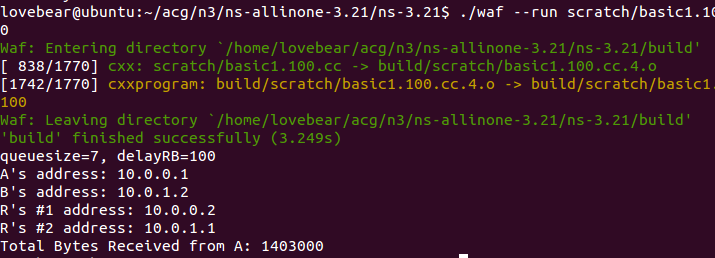 lovebear@ubuntu:~/acg/n3/ns-allinone-3.21/ns-3.21$ ./waf --run scratch/basic1.10
0
Waf: Entering directory `/home/lovebear/acg/n3/ns-allinone-3.21/ns-3.21/build'
[ 838/1770] cxx: scratch/basic1.100.cc -> build/scratch/basic1.100.cc.4.o
[1742/1770] cxxprogram: build/scratch/basic1.100.cc.4.o -> build/scratch/basic1.
100
Waf: Leaving directory `/home/lovebear/acg/n3/ns-allinone-3.21/ns-3.21/build'
'build' finished successfully (3.249s)
queuesize=7, delayRB=100
A's address: 10.0.0.1
B's address: 10.0.1.2
R's #1 address: 10.0.0.2
R's #2 address: 10.0.1.1
Total Bytes Received from A: 1403000